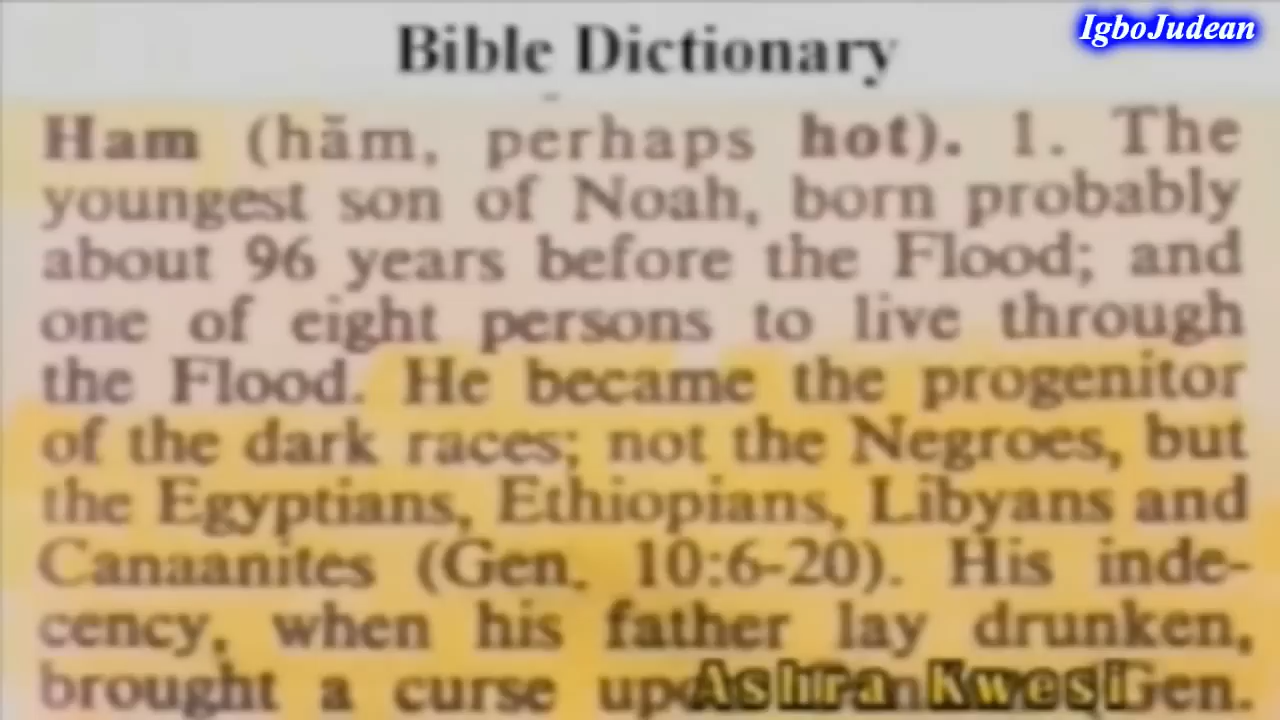 IgboJudean
Bible Dictionary
Ham (hăm, perhaps hot). 1. The
youngest son of Noah, born probably
about 96 years before the Flood; and
one of eight persons to live through
the Flood. He became the progenitor
of the dark races; not the Negroes, but
the Egyptians, Ethiopians, Libyans and
Canaanites (Gen. 10:6-20). His inde-
cency, when his father lay drunken,
brought a curse Gen.
Ashra Kwesi